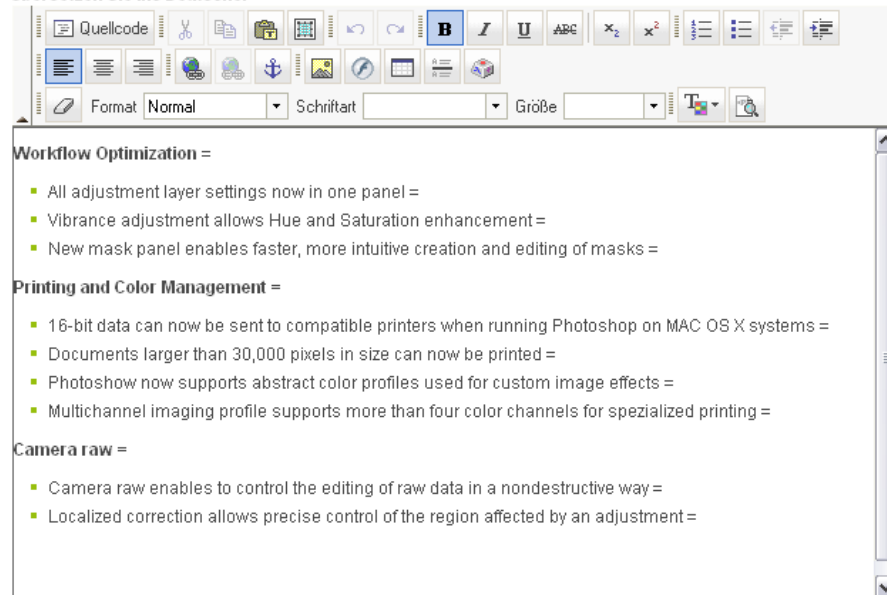 Quellcode B I U ABC x₂ x²
Format Normal Schriftart Größe
Workflow Optimization =
All adjustment layer settings now in one panel =
Vibrance adjustment allows Hue and Saturation enhancement =
New mask panel enables faster, more intuitive creation and editing of masks =
Printing and Color Management =
16-bit data can now be sent to compatible printers when running Photoshop on MAC OS X systems =
Documents larger than 30,000 pixels in size can now be printed =
Photoshow now supports abstract color profiles used for custom image effects =
Multichannel imaging profile supports more than four color channels for spezialized printing =
Camera raw =
Camera raw enables to control the editing of raw data in a nondestructive way =
Localized correction allows precise control of the region affected by an adjustment =